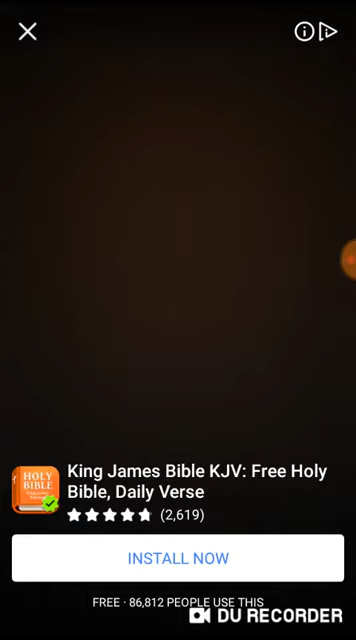 King James Bible KJV: Free Holy
Bible, Daily Verse
(2,619)
HOLY
BIBLE
INSTALL NOW
FREE · 86,812 PEOPLE USE THIS
DU RECORDER